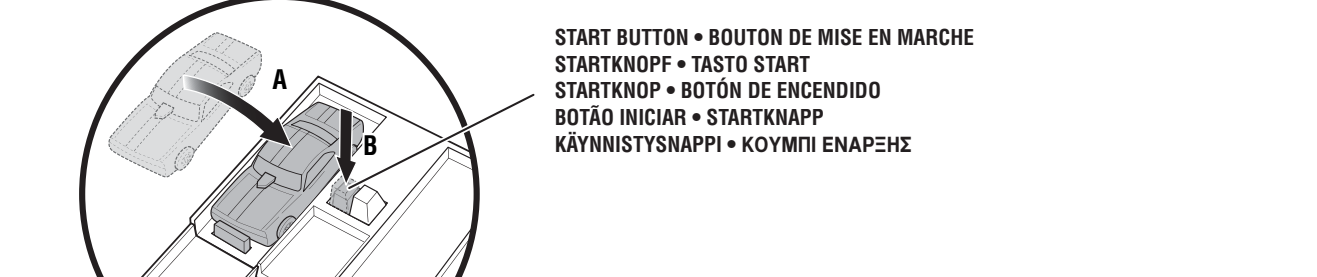 START BUTTON • BOUTON DE MISE EN MARCHE
STARTKNOPF • TASTO START
STARTKNOP • BOTÓN DE ENCENDIDO
BOTÃO INICIAR • STARTKNAPP
KÄYNNISTYSNAPPI • ΚΟΥΜΠΙ ΕΝΑΡΞΗΣ
A
B